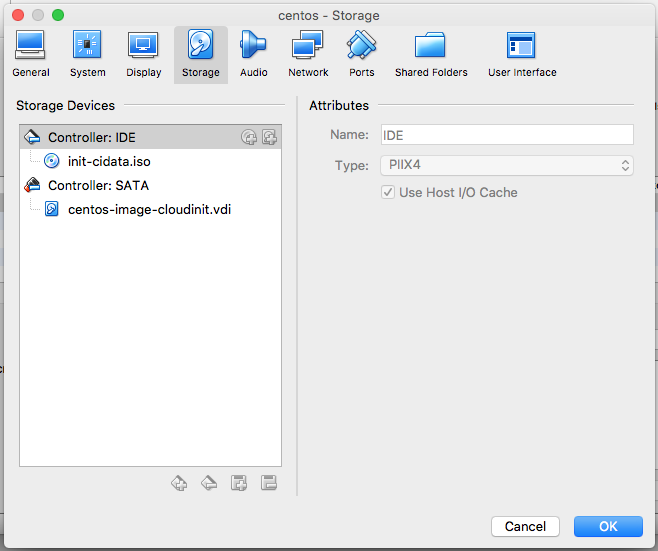 centos - Storage
General
System
Display
Storage
Audio
Network
Ports
Shared Folders
User Interface
Storage Devices
Controller: IDE
init-cidata.iso
Controller: SATA
centos-image-cloudinit.vdi
Attributes
Name: IDE
Type: PIIX4
Use Host I/O Cache
Cancel
OK